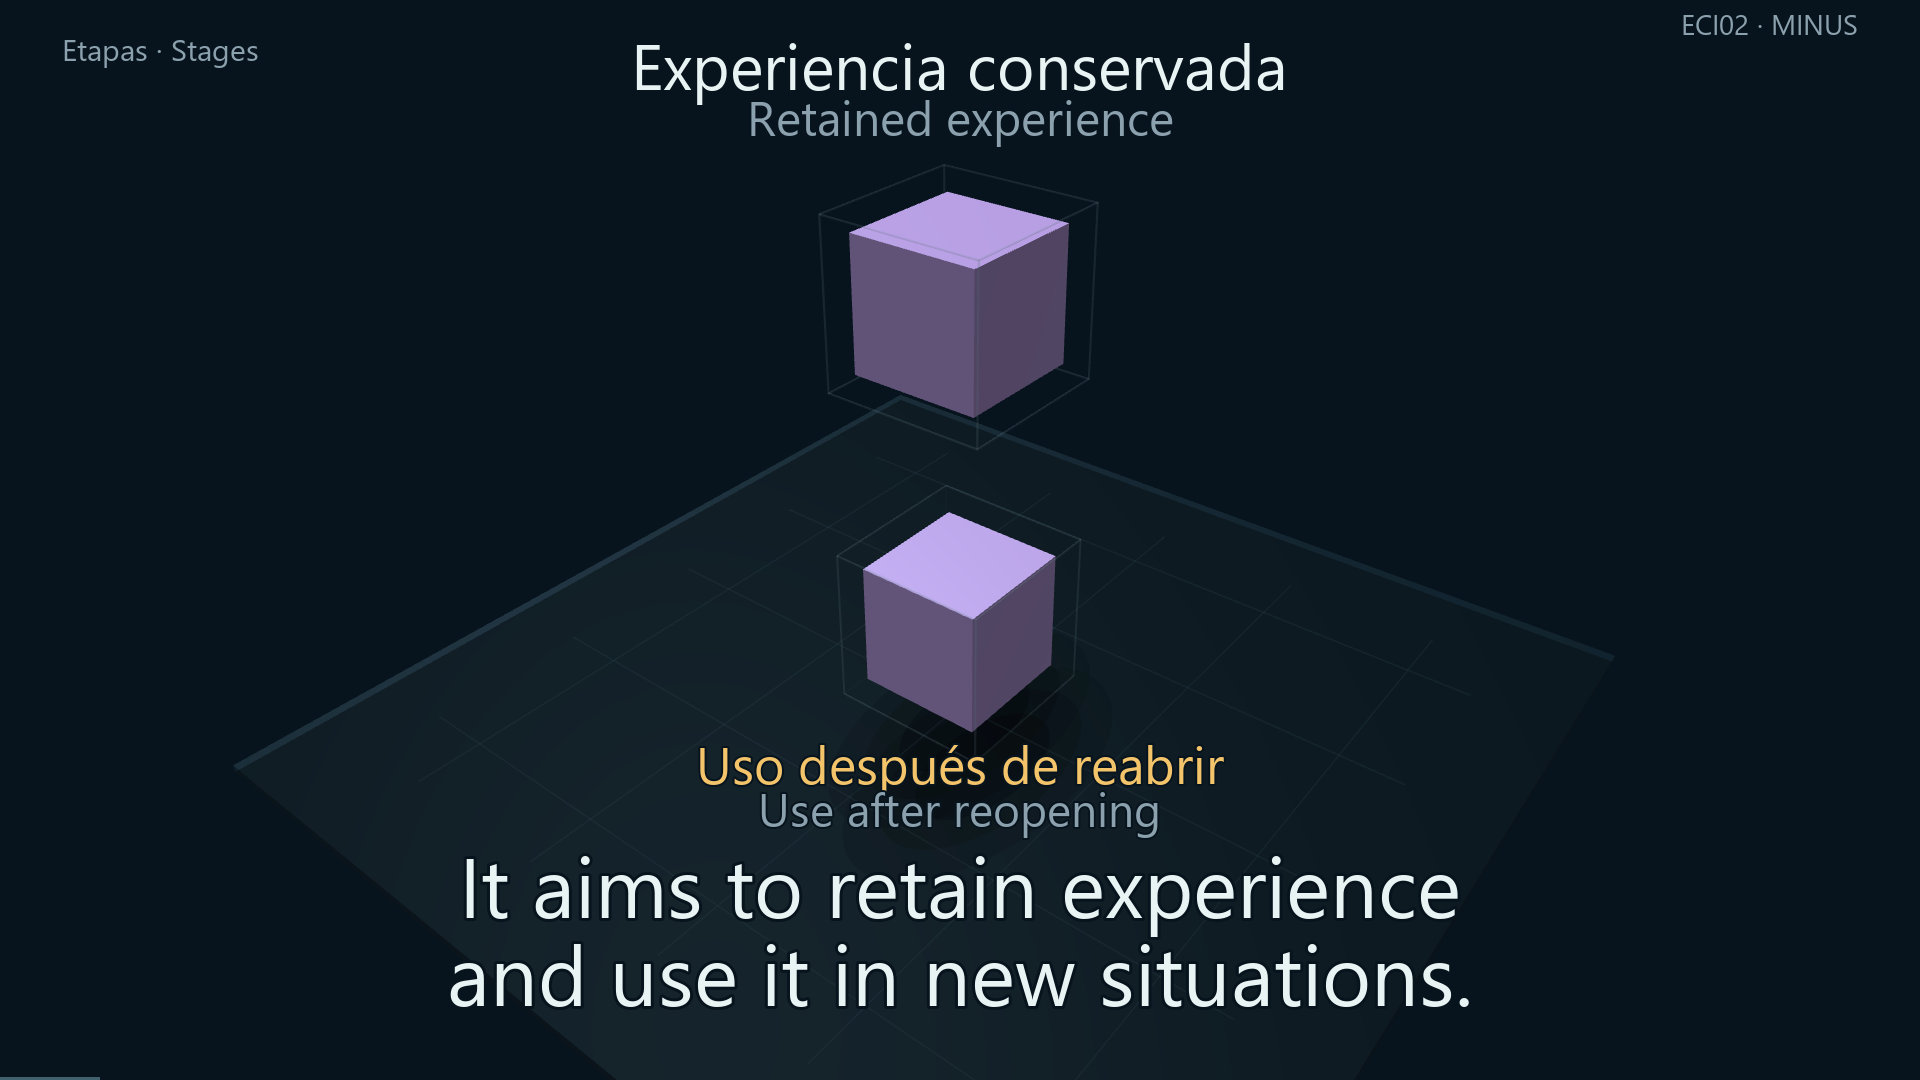 Etapas · Stages
ECI02 · MINUS
Experiencia conservada
Retained experience
Uso después de reabrir
Use after reopening
It aims to retain experience
and use it in new situations.